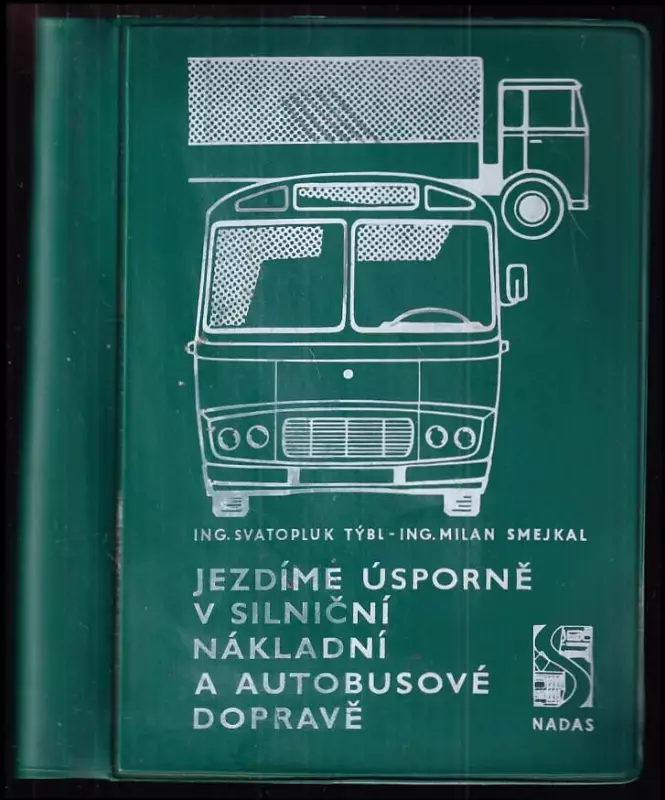 ING. SVATOPLUK TÝBL - ING. MILAN SMEJKAL
JEZDÍME ÚSPORNĚ
V SILNIČNÍ
NÁKLADNÍ
A AUTOBUSOVÉ
DOPRAVĚ
NADAS